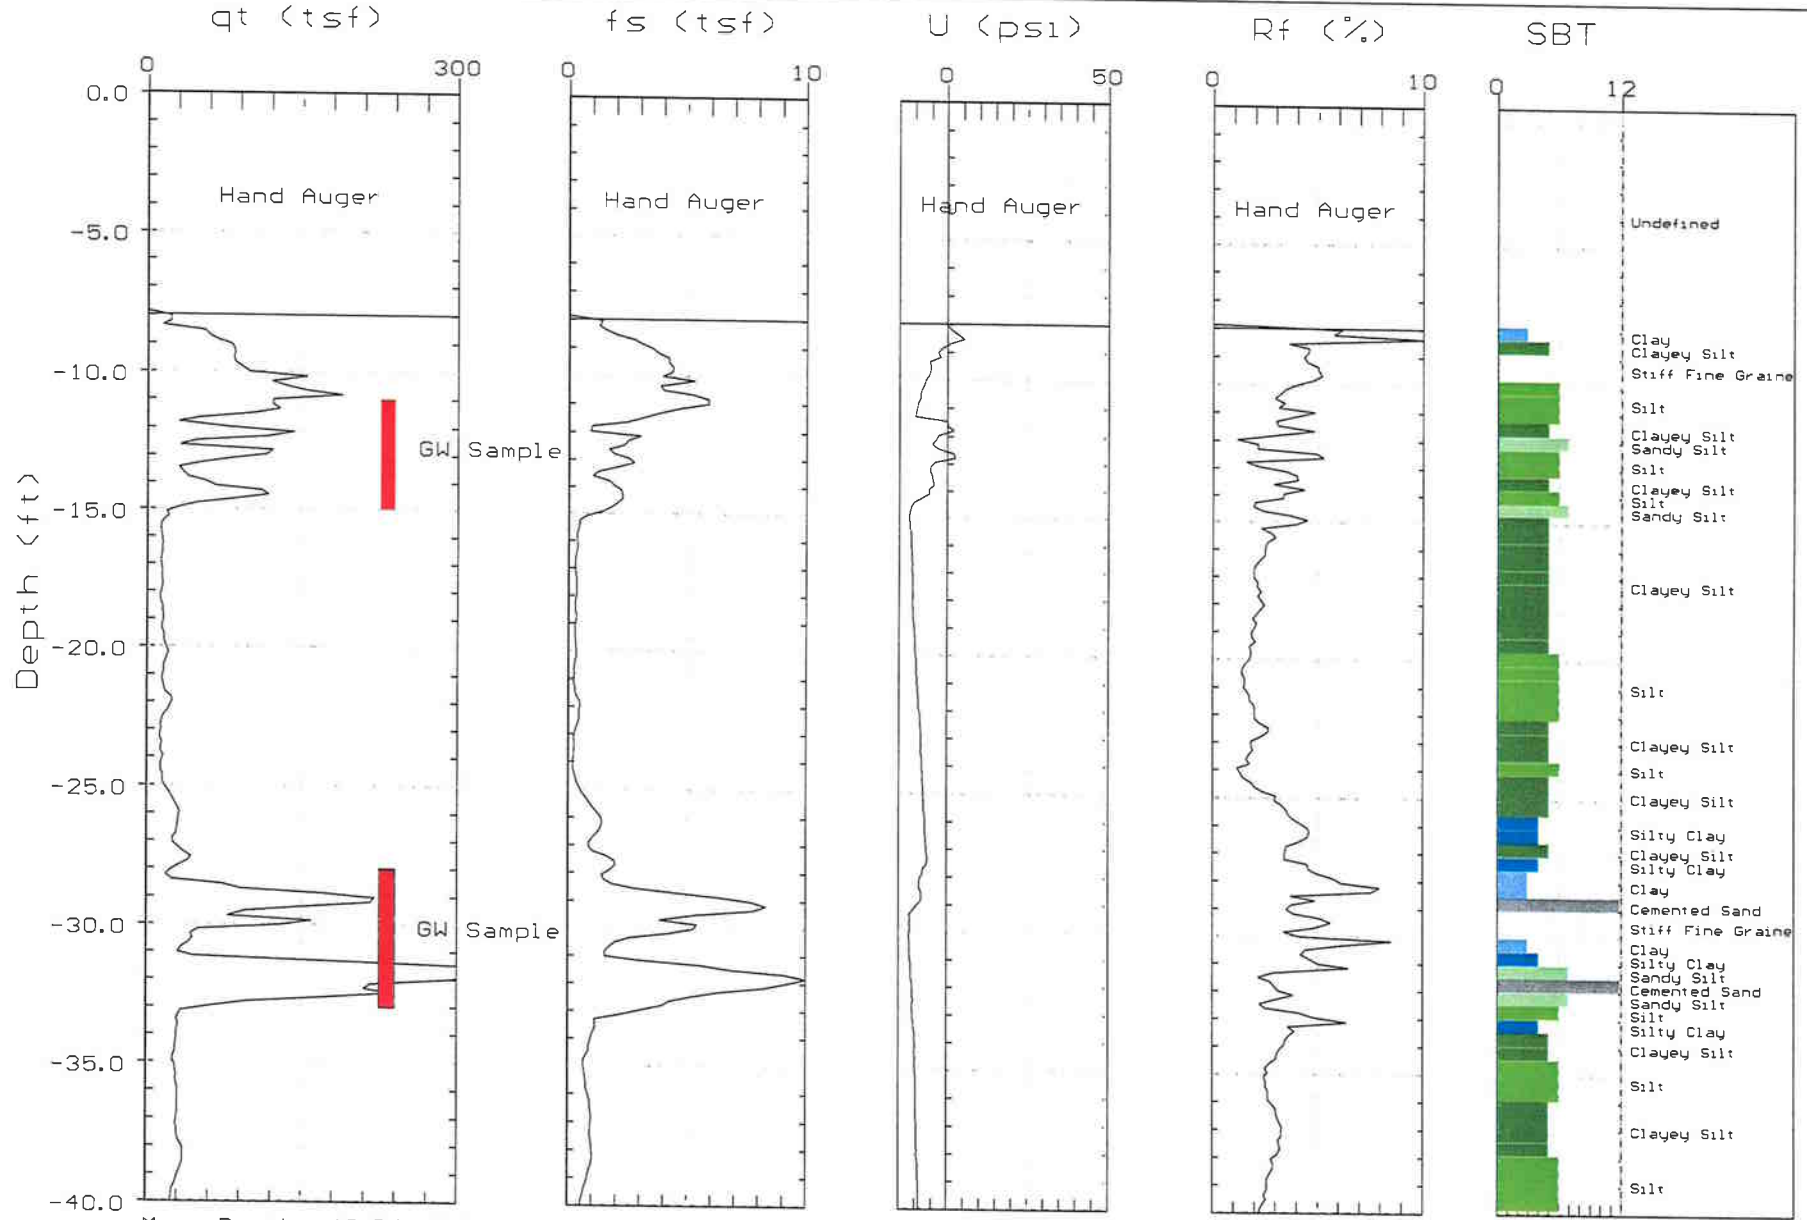 qt (tsf)
fs (tsf)
U (psi)
Rf (%)
SBT
0 300
0 10
0 50
0 10
0 12
0.0
-5.0
-10.0
-15.0
-20.0
-25.0
-30.0
-35.0
-40.0
Depth (ft)
Hand Auger
Hand Auger
Hand Auger
Hand Auger
GW Sample
GW Sample
Undefined
Clay
Clayey Silt
Stiff Fine Graine
Silt
Clayey Silt
Sandy Silt
Silt
Clayey Silt
Silt
Sandy Silt
Clayey Silt
Silt
Clayey Silt
Silt
Clayey Silt
Silty Clay
Clayey Silt
Silty Clay
Clay
Cemented Sand
Stiff Fine Graine
Clay
Silty Clay
Sandy Silt
Cemented Sand
Sandy Silt
Silt
Silty Clay
Clayey Silt
Silt
Clayey Silt
Silt